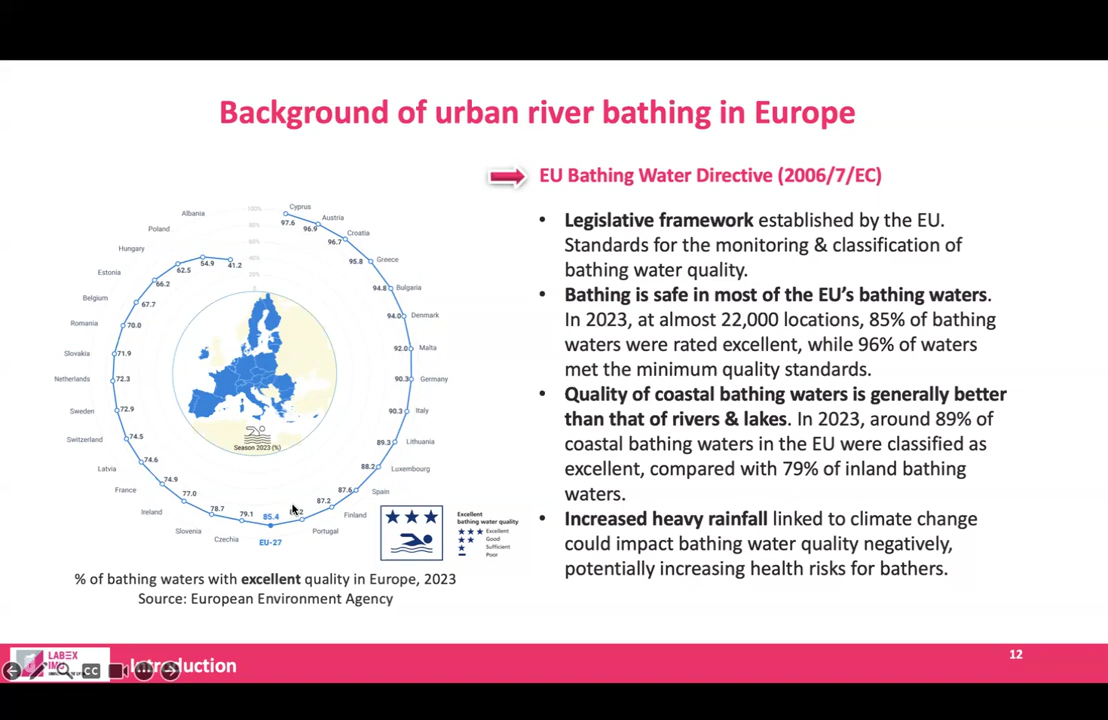 Background of urban river bathing in Europe
EU Bathing Water Directive (2006/7/EC)
• Legislative framework established by the EU.
Standards for the monitoring & classification of
bathing water quality.
• Bathing is safe in most of the EU's bathing waters.
In 2023, at almost 22,000 locations, 85% of bathing
waters were rated excellent, while 96% of waters
met the minimum quality standards.
• Quality of coastal bathing waters is generally better
than that of rivers & lakes. In 2023, around 89% of
coastal bathing waters in the EU were classified as
excellent, compared with 79% of inland bathing
waters.
• Increased heavy rainfall linked to climate change
could impact bathing water quality negatively,
potentially increasing health risks for bathers.
100%
80%
60%
40%
20%
0
Cyprus
97.6
Austria
96.9
Croatia
96.7
Greece
95.8
Bulgaria
94.8
Denmark
94.0
Malta
92.0
Germany
90.3
Italy
90.3
Lithuania
89.3
Luxembourg
88.2
Spain
87.6
Finland
87.2
Portugal
EU-27
85.4
Czechia
79.1
Slovenia
78.7
Ireland
77.0
France
74.9
Latvia
74.6
Switzerland
74.5
Sweden
72.9
Netherlands
72.3
Slovakia
71.9
Romania
70.0
Belgium
67.7
Estonia
66.2
Hungary
62.5
Poland
54.9
Albania
41.2
Season 2023 (%)
Excellent
bathing water quality
Excellent
Good
Sufficient
Poor
% of bathing waters with excellent quality in Europe, 2023
Source: European Environment Agency
LABEX
CC
Introduction
12